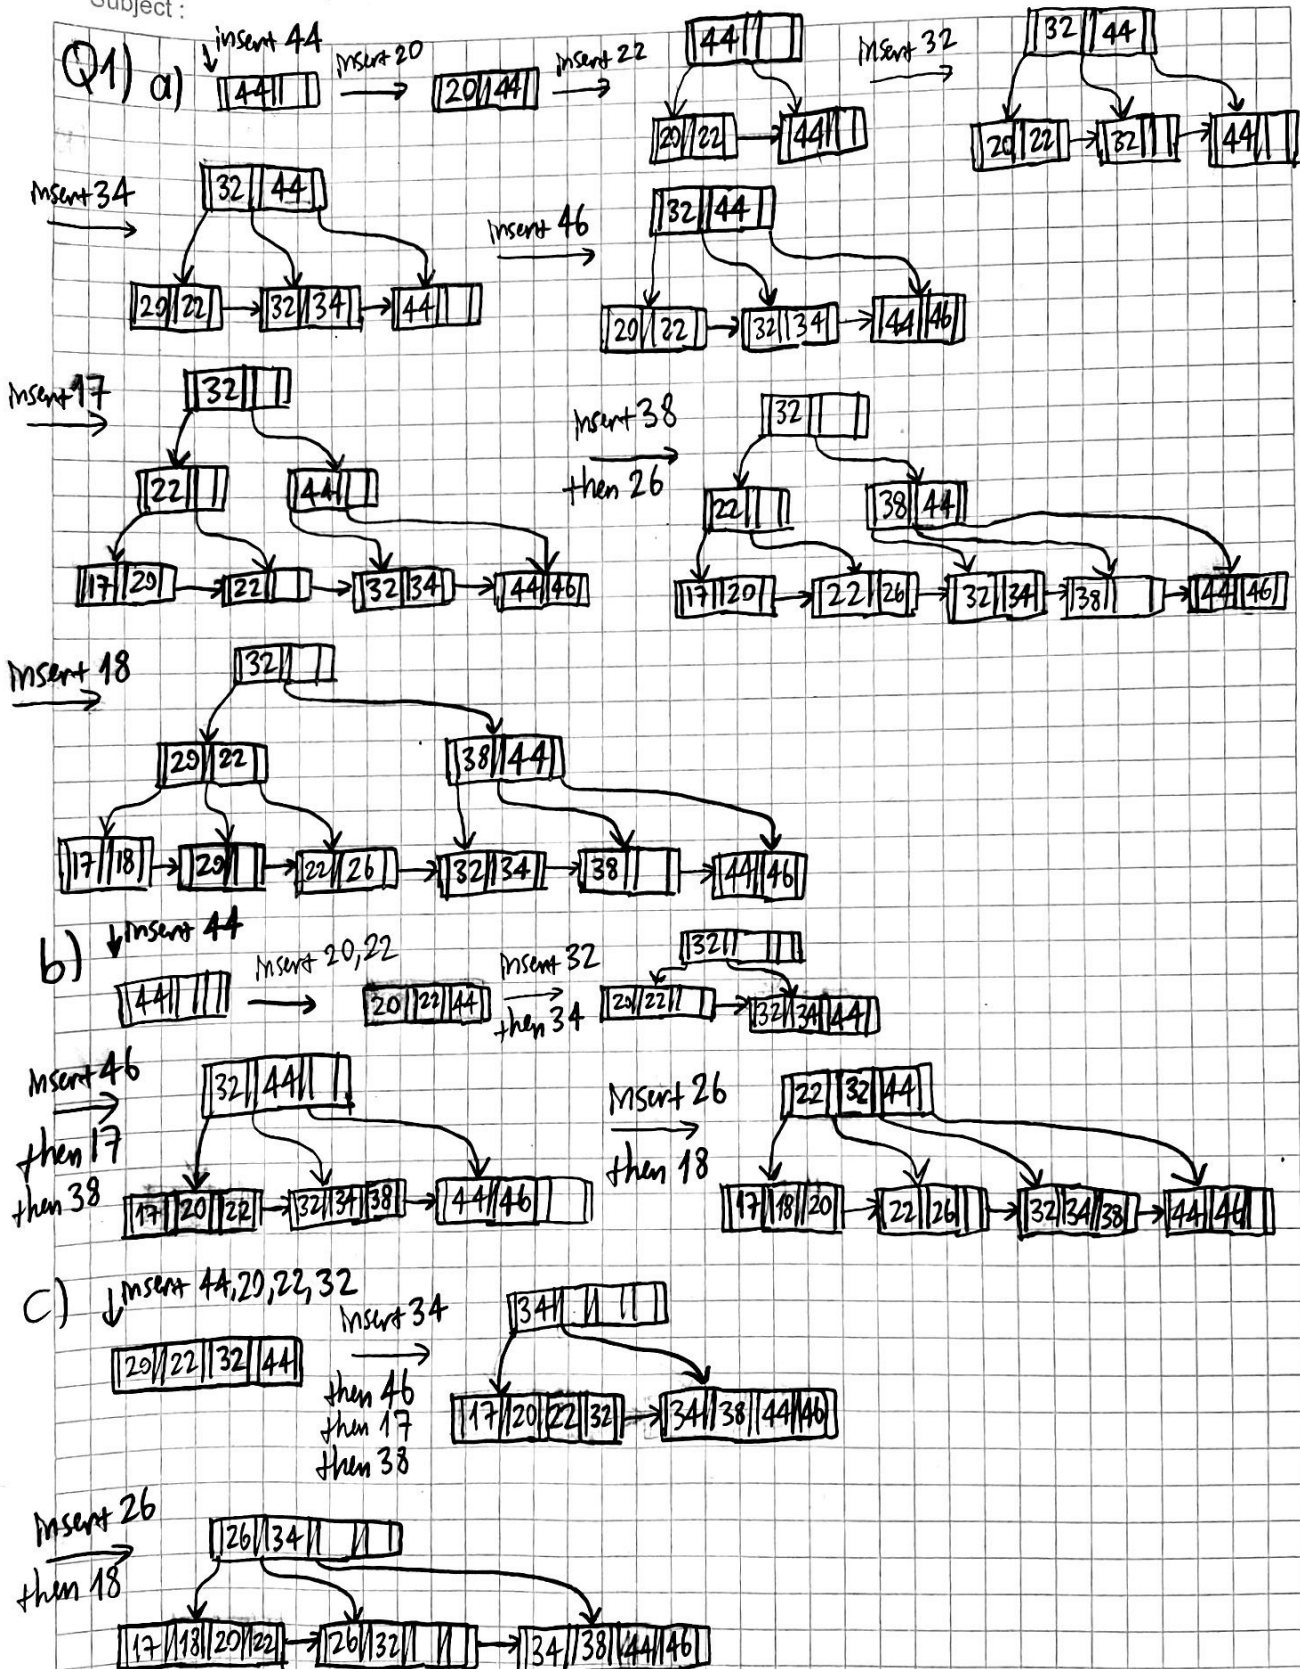 Subject :
Q1) a) insert 44 insert 20 insert 22 insert 32
44 20 44 44 32 44
20 22 44 20 22 32 44
insert 34 32 44 insert 46 32 44
20 22 32 34 44 20 22 32 34 44 46
insert 17 32 insert 38 then 26 32
22 44 22 38 44
17 20 22 32 34 44 46 17 20 22 26 32 34 38 44 46
insert 18 32
20 22 38 44
17 18 20 22 26 32 34 38 44 46
b) insert 44 insert 20,22 insert 32 then 34 32
44 20 22 44 20 22 32 34 44
insert 46 then 17 then 38 32 44 insert 26 then 18 22 32 44
17 20 22 32 34 38 44 46 17 18 20 22 26 32 34 38 44 46
c) insert 44,20,22,32 insert 34 then 46 then 17 then 38 34
20 22 32 44 17 20 22 32 34 38 44 46
insert 26 then 18 26 34
17 18 20 22 26 32 34 38 44 46